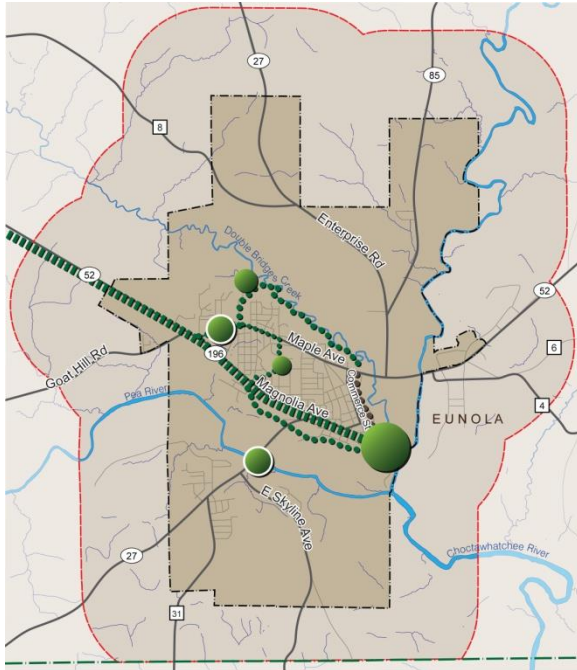 27
85
8
Enterprise Rd
Double Bridges Creek
52
52
196
6
Maple Ave
Goat Hill Rd
Pea River
Magnolia Ave
Commerce St
4
EUNOLA
E Skyline Ave
Choctawhatchee River
27
31